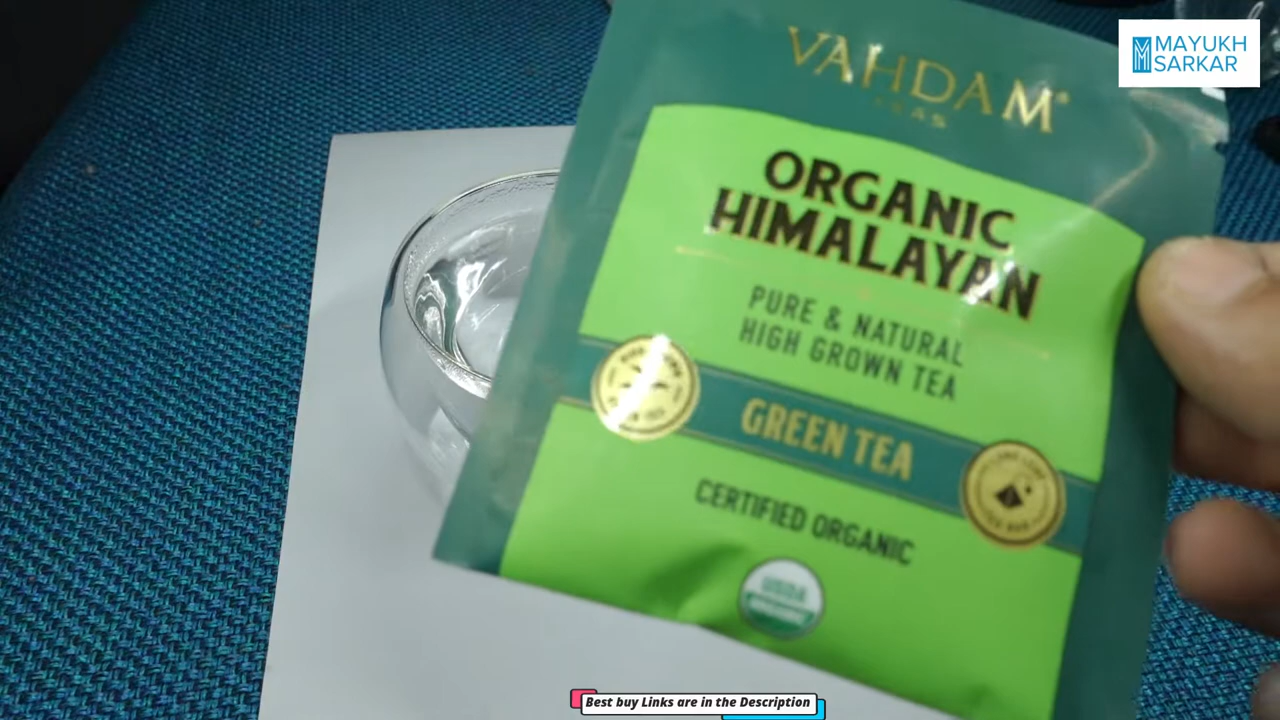 MAYUKH
SARKAR
VAHDAM®
TEAS
ORGANIC
HIMALAYAN
PURE & NATURAL
HIGH GROWN TEA
GREEN TEA
CERTIFIED ORGANIC
USDA
Best buy Links are in the Description